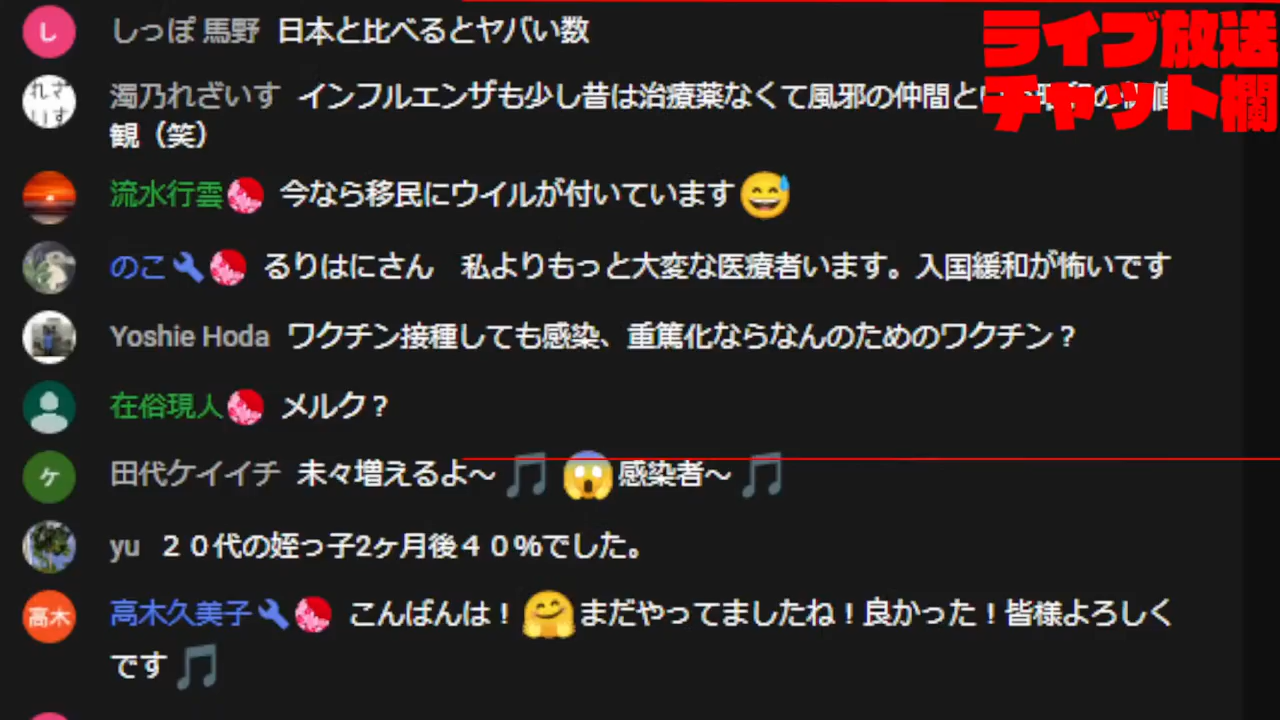 しっぽ 馬野 日本と比べるとヤバい数
ライブ放送
チャット欄
濁乃れざいす インフルエンザも少し昔は治療薬なくて風邪の仲間と
観（笑）
流水行雲 今なら移民にウイルが付いています😅
のこ るりはにさん　私よりもっと大変な医療者います。入国緩和が怖いです
Yoshie Hoda ワクチン接種しても感染、重篤化ならなんのためのワクチン？
在俗現人 メルク？
ケ 田代ケイイチ 未々増えるよ〜🎵😱感染者〜🎵
yu ２０代の姪っ子2ヶ月後４０%でした。
高木 高木久美子 こんばんは！🤗まだやってましたね！良かった！皆様よろしく
です🎵